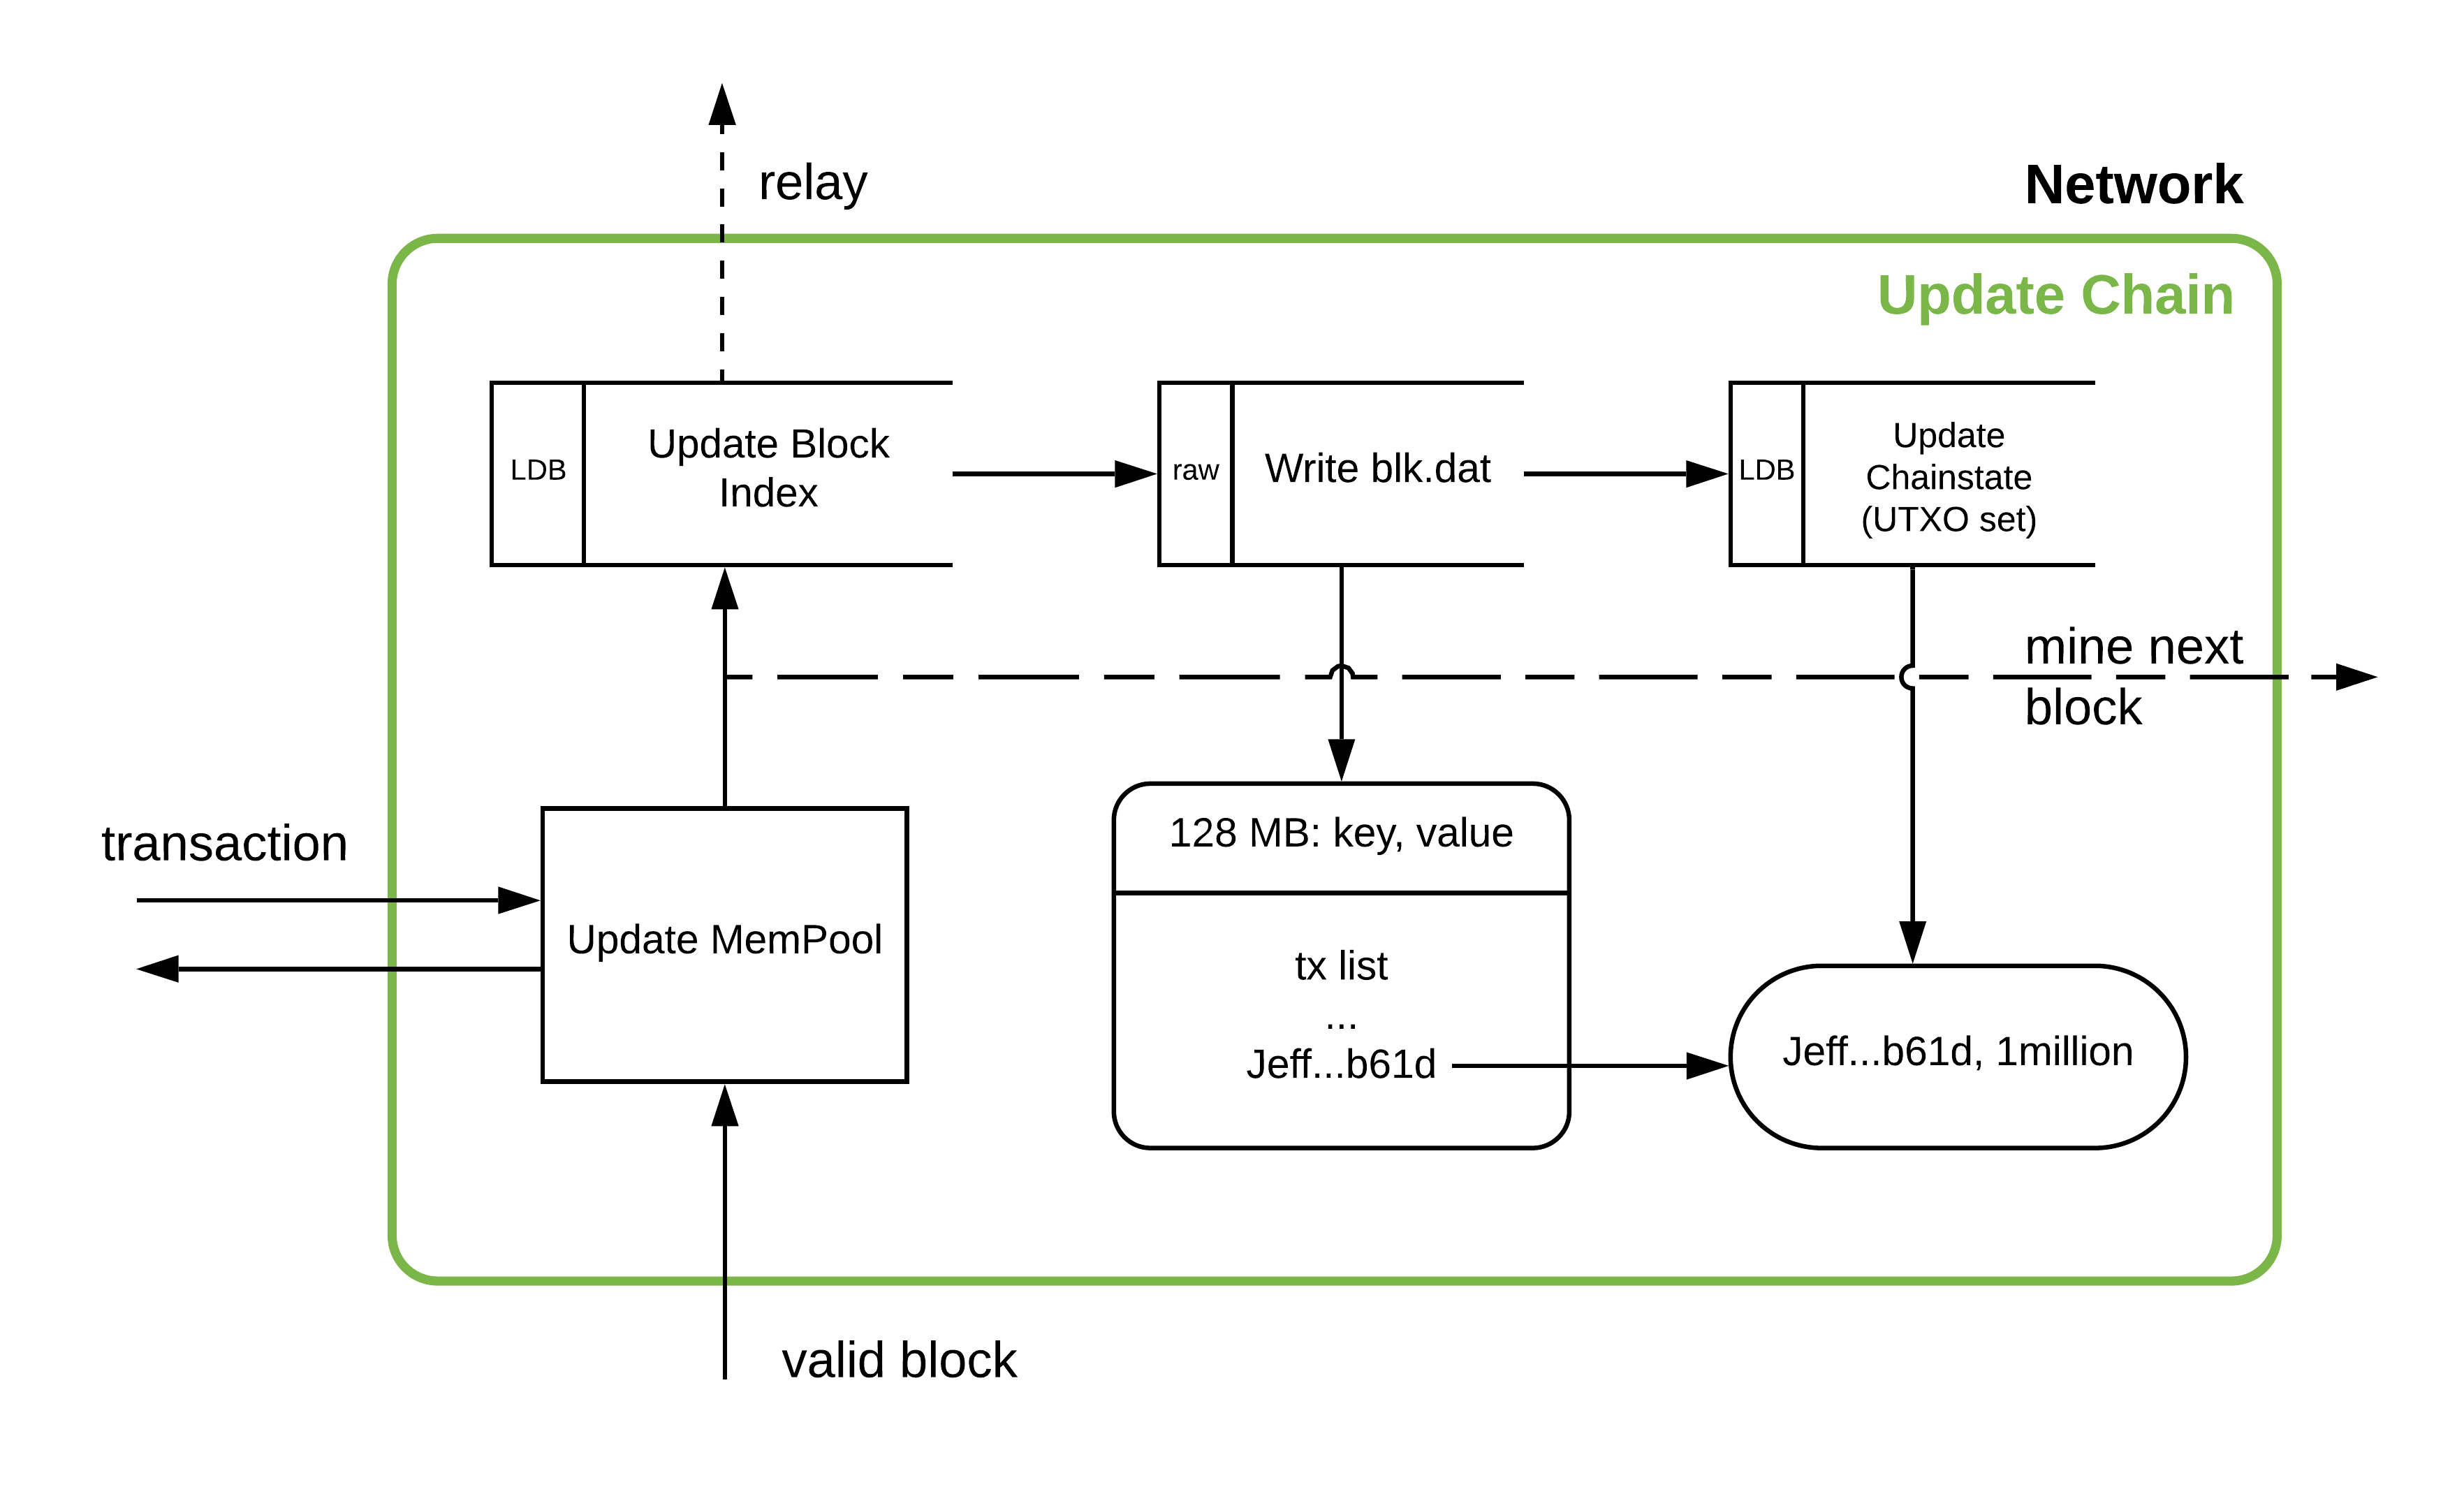 relay
Network
Update Chain
LDB
Update Block
Index
raw
Write blk.dat
LDB
Update
Chainstate
(UTXO set)
mine next
block
transaction
Update MemPool
128 MB: key, value
tx list
...
Jeff...b61d
Jeff...b61d, 1million
valid block